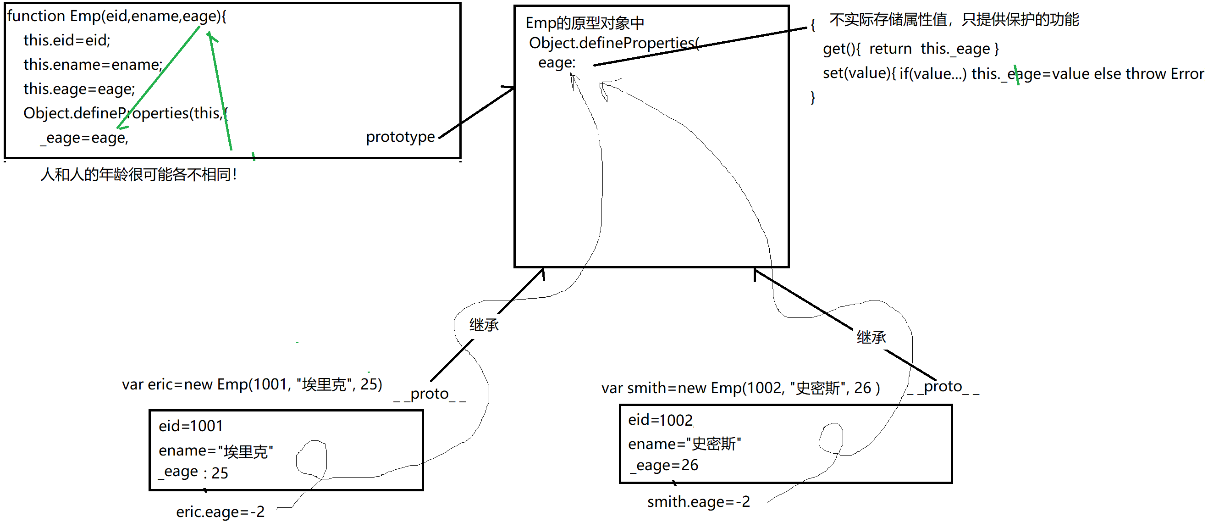 function Emp(eid,ename,eage){
this.eid=eid;
this.ename=ename;
this.eage=eage;
Object.defineProperties(this,{
_eage=eage,
prototype
人和人的年龄很可能各不相同！
Emp的原型对象中
Object.defineProperties(
eage:
{ 不实际存储属性值，只提供保护的功能
get(){ return this._eage }
set(value){ if(value...) this._eage=value else throw Error
}
继承
继承
var eric=new Emp(1001, "埃里克", 25)
__proto__
eid=1001
ename="埃里克"
_eage : 25
eric.eage=-2
var smith=new Emp(1002, "史密斯", 26 )
__proto__
eid=1002
ename="史密斯"
_eage=26
smith.eage=-2